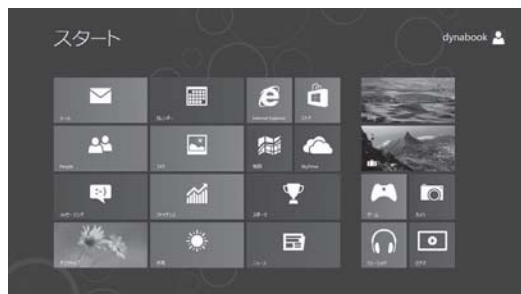 スタート
dynabook
メール
カレンダー
Internet Explorer
ストア
People
フォト
地図
SkyDrive
メッセージング
ファイナンス
スポーツ
ゲーム
カメラ
デスクトップ
天気
ニュース
ミュージック
ビデオ